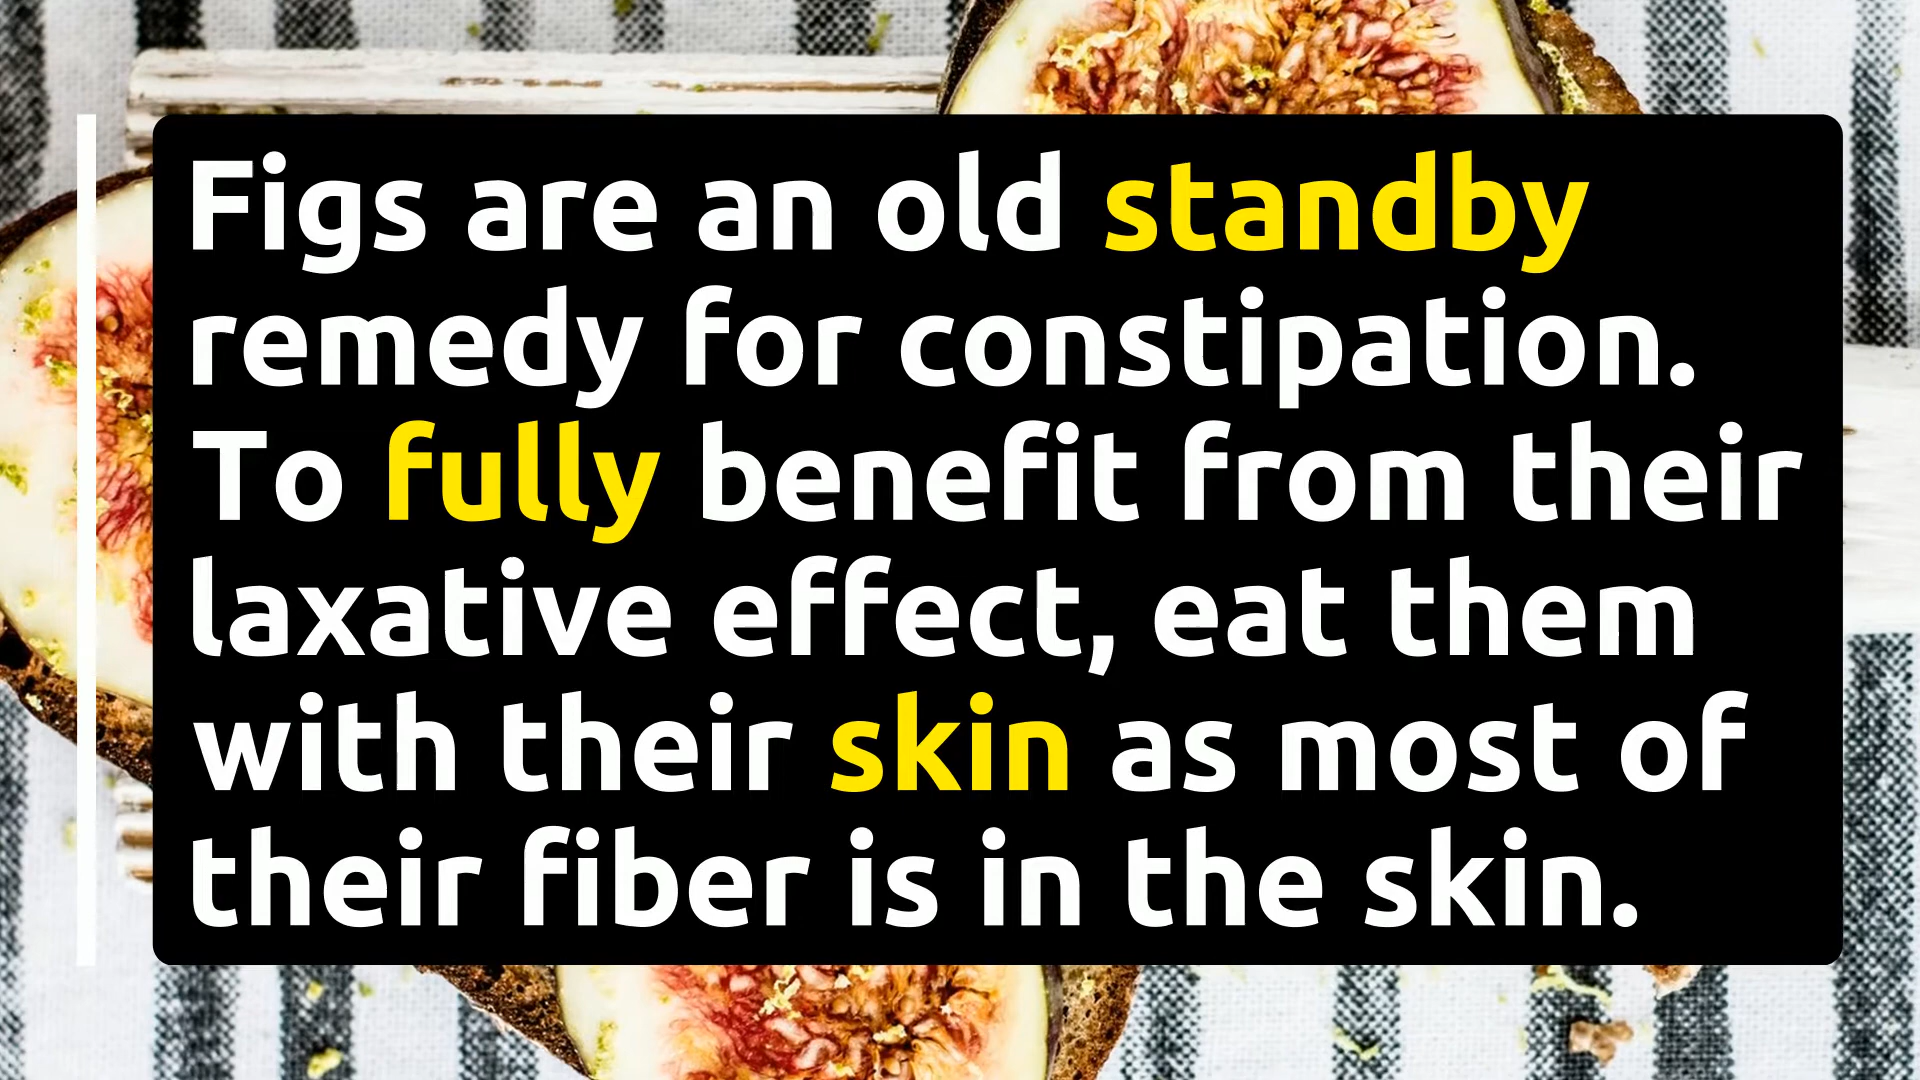 Figs are an old standby
remedy for constipation.
To fully benefit from their
laxative effect, eat them
with their skin as most of
their fiber is in the skin.